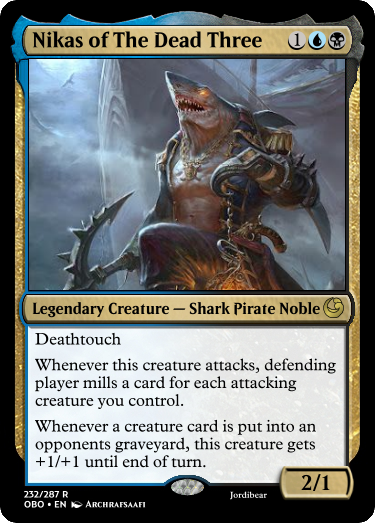 Nikas of The Dead Three 1
Legendary Creature — Shark Pirate Noble
Deathtouch
Whenever this creature attacks, defending
player mills a card for each attacking
creature you control.
Whenever a creature card is put into an
opponents graveyard, this creature gets
+1/+1 until end of turn.
2/1
232/287 R
OBO • EN Archrafsaafi
Jordibear